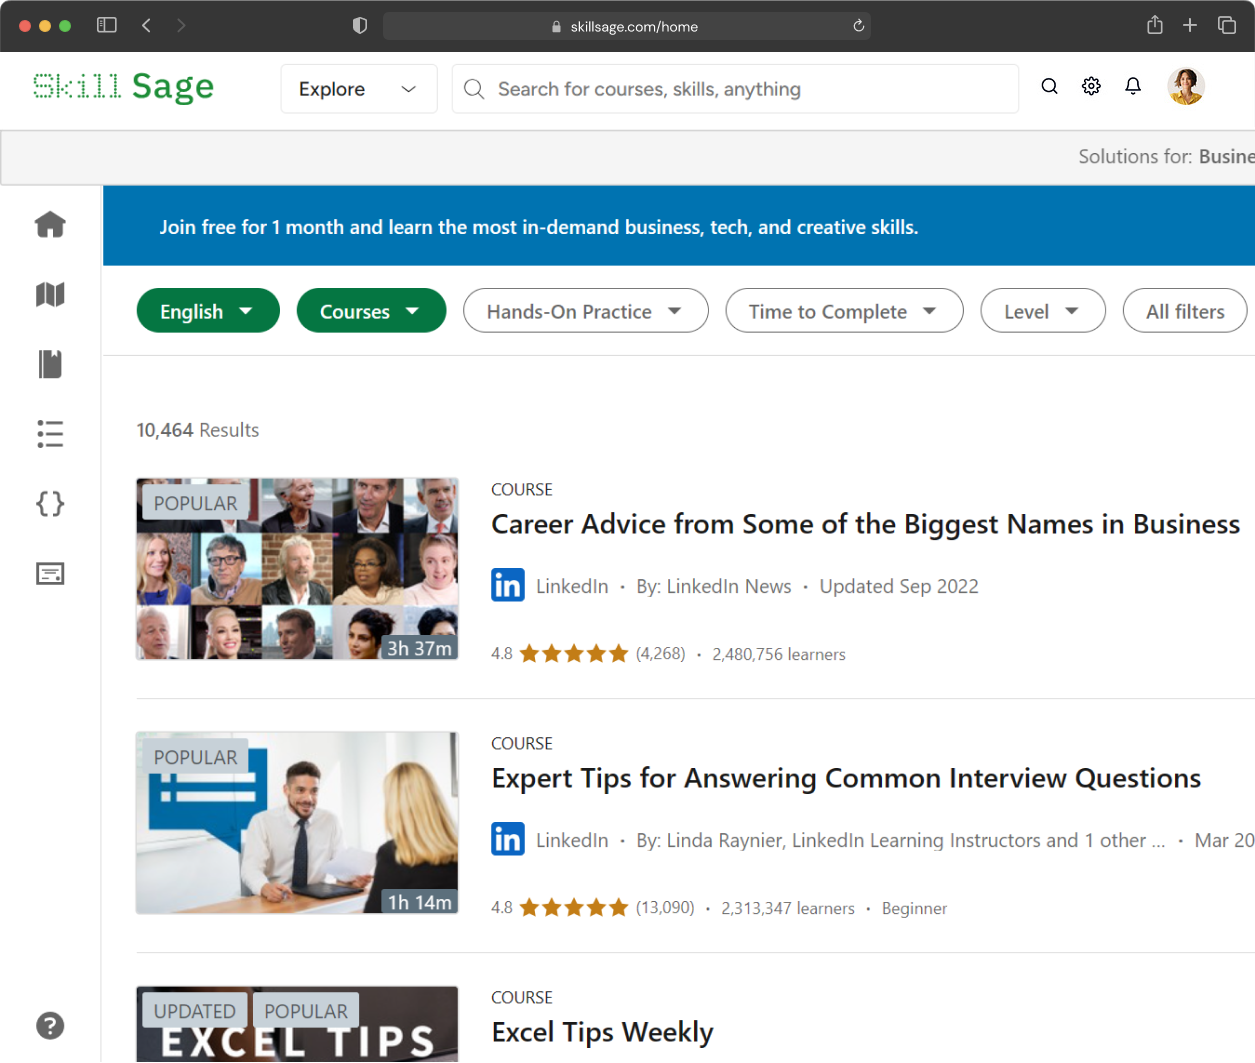 skillsage.com/home
Skill Sage
Explore
Search for courses, skills, anything
Solutions for: Busine
Join free for 1 month and learn the most in-demand business, tech, and creative skills.
English
Courses
Hands-On Practice
Time to Complete
Level
All filters
10,464 Results
POPULAR
3h 37m
COURSE
Career Advice from Some of the Biggest Names in Business
in LinkedIn · By: LinkedIn News · Updated Sep 2022
4.8 (4,268) · 2,480,756 learners
POPULAR
1h 14m
COURSE
Expert Tips for Answering Common Interview Questions
in LinkedIn · By: Linda Raynier, LinkedIn Learning Instructors and 1 other ... · Mar 20
4.8 (13,090) · 2,313,347 learners · Beginner
UPDATED POPULAR
EXCEL TIPS
COURSE
Excel Tips Weekly